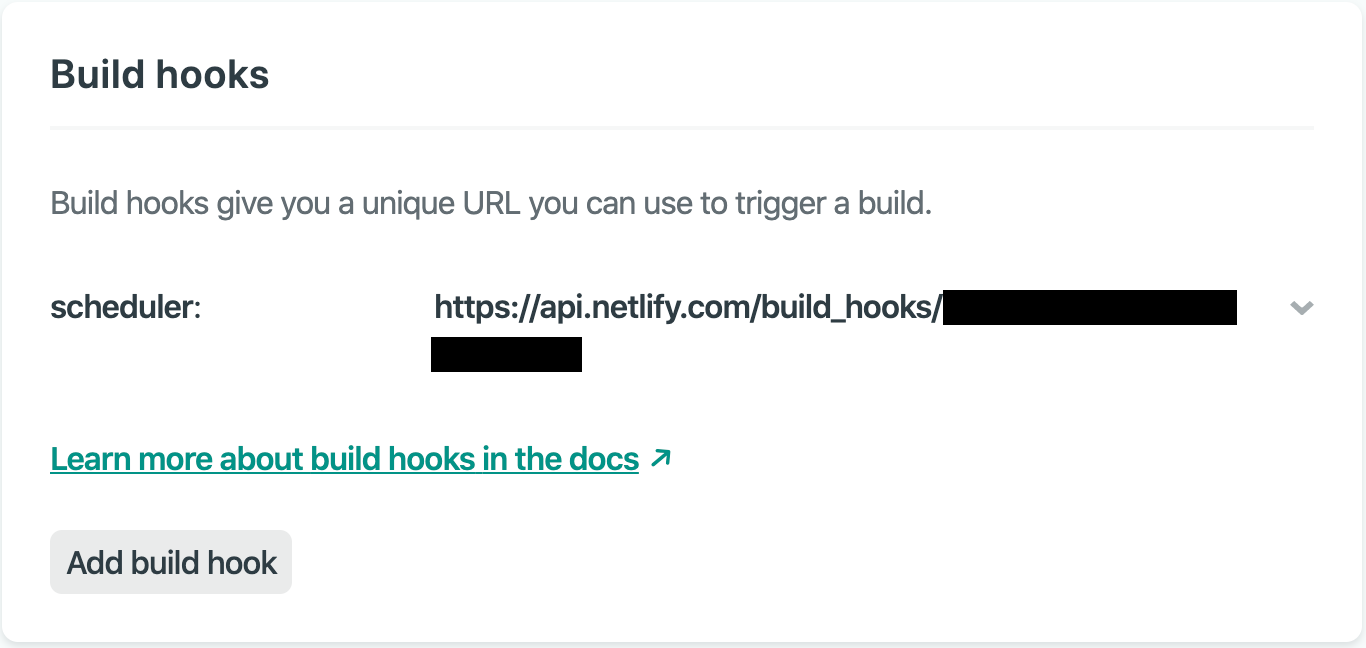 Build hooks
Build hooks give you a unique URL you can use to trigger a build.
scheduler: https://api.netlify.com/build_hooks/
Learn more about build hooks in the docs ↗
Add build hook